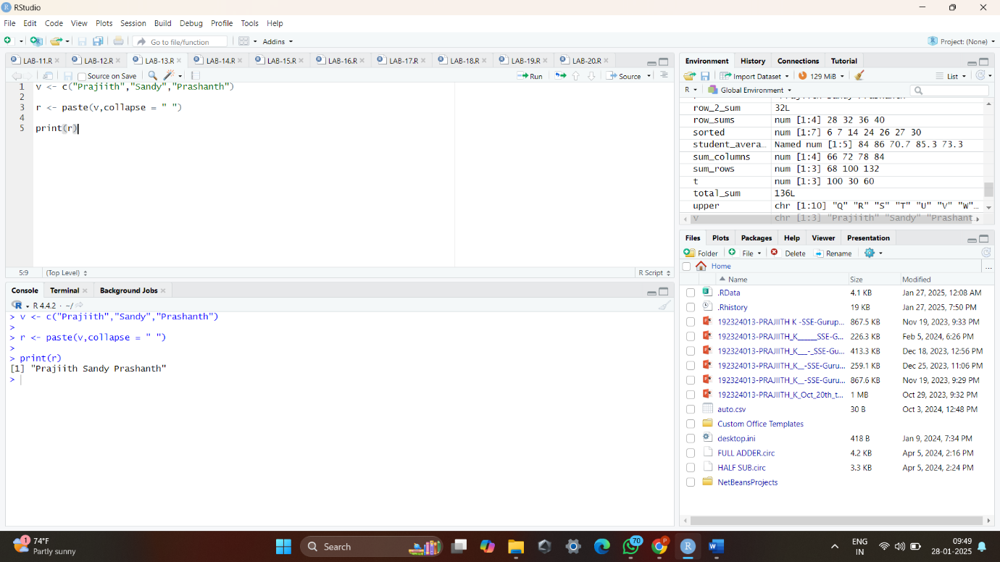 RStudio
File Edit Code View Plots Session Build Debug Profile Tools Help
Go to file/function Addins Project: (None)
LAB-11.R LAB-12.R LAB-13.R LAB-14.R LAB-15.R LAB-16.R LAB-17.R LAB-18.R LAB-19.R LAB-20.R
Source on Save Run Source
1 v <- c("Prajiith","Sandy","Prashanth")
2
3 r <- paste(v,collapse = " ")
4
5 print(r)
5:9 (Top Level) R Script
Console Terminal Background Jobs
R 4.4.2 · ~/
> v <- c("Prajiith","Sandy","Prashanth")
>
> r <- paste(v,collapse = " ")
>
> print(r)
[1] "Prajiith Sandy Prashanth"
>
Environment History Connections Tutorial
Import Dataset 129 MiB List
R Global Environment
row_2_sum 32L
row_sums num [1:4] 28 32 36 40
sorted num [1:7] 6 7 14 24 26 27 30
student_avera… Named num [1:5] 84 86 70.7 85.3 73.3
sum_columns num [1:4] 66 72 78 84
sum_rows num [1:3] 68 100 132
t num [1:3] 100 30 60
total_sum 136L
upper chr [1:10] "Q" "R" "S" "T" "U" "V" "W"…
v chr [1:3] "Prajiith" "Sandy" "Prashant…
Files Plots Packages Help Viewer Presentation
Folder File Delete Rename
Home ...
Name Size Modified
.RData 4.1 KB Jan 27, 2025, 12:08 AM
.Rhistory 19 KB Jan 27, 2025, 7:50 PM
192324013-PRAJIITH K -SSE-Gurup... 867.5 KB Nov 19, 2023, 9:33 PM
192324013-PRAJIITH_K_____SSE-G... 226.3 KB Feb 5, 2024, 6:26 PM
192324013-PRAJIITH_K___-_SSE-Gu... 413.3 KB Dec 18, 2023, 12:56 PM
192324013-PRAJIITH_K__-SSE-Guru... 259.1 KB Dec 25, 2023, 11:06 PM
192324013-PRAJIITH_K__-SSE-Guru... 867.6 KB Nov 19, 2023, 9:29 PM
192324013-PRAJIITH_K_Oct_20th_t... 1 MB Oct 29, 2023, 9:32 PM
auto.csv 30 B Oct 3, 2024, 12:48 PM
Custom Office Templates
desktop.ini 418 B Jan 9, 2024, 7:34 PM
FULL ADDER.circ 4.2 KB Apr 5, 2024, 2:16 PM
HALF SUB.circ 3.3 KB Apr 5, 2024, 2:24 PM
NetBeansProjects
1 74°F
Partly sunny
Search
70
P
ENG
IN
09:49
28-01-2025